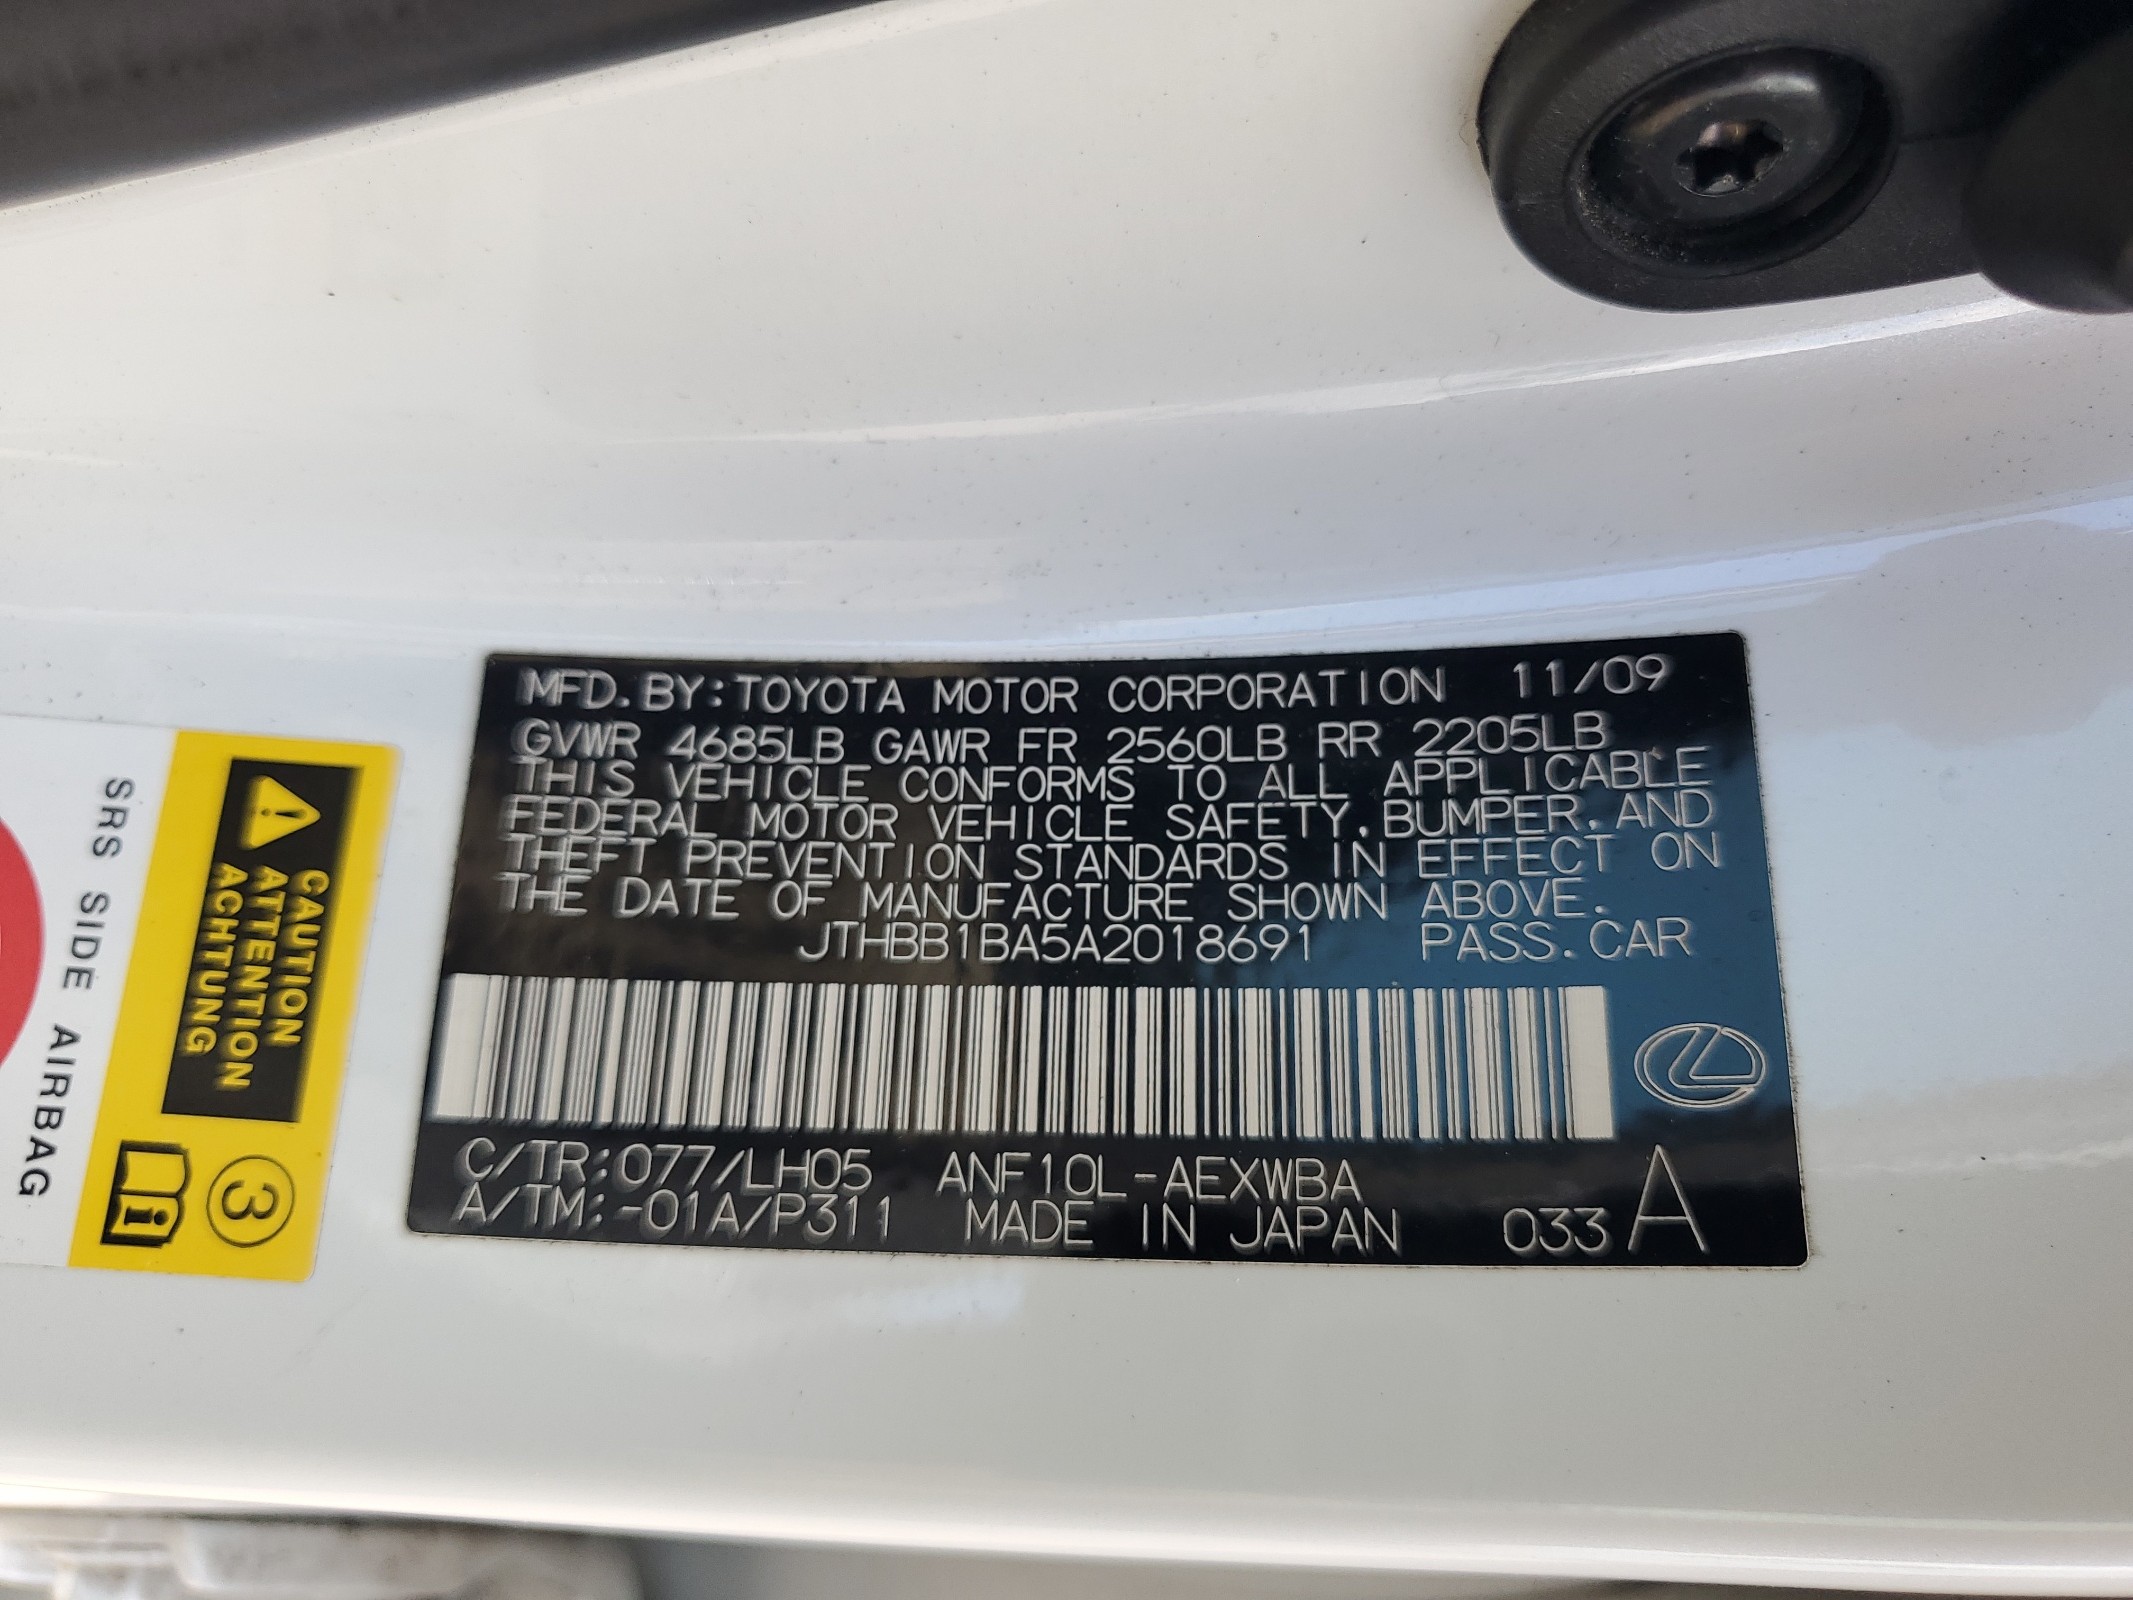 MFD.BY:TOYOTA MOTOR CORPORATION 11/09
GVWR 4685LB GAWR FR 2560LB RR 2205LB
THIS VEHICLE CONFORMS TO ALL APPLICABLE
FEDERAL MOTOR VEHICLE SAFETY,BUMPER,AND
THEFT PREVENTION STANDARDS IN EFFECT ON
THE DATE OF MANUFACTURE SHOWN ABOVE.
JTHBB1BA5A2018691 PASS.CAR
C/TR:077/LH05 ANF10L-AEXWBA
A/TM:-01A/P311 MADE IN JAPAN 033 A
CAUTION
ATTENTION
ACHTUNG
3
SRS SIDE AIRBAG